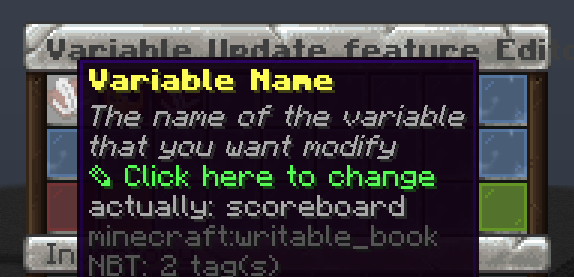 Variable Update feature Edi
Variable Name
The name of the variable
that you want modify
✎ Click here to change
actually: scoreboard
minecraft:writable_book
In
NBT: 2 tag(s)